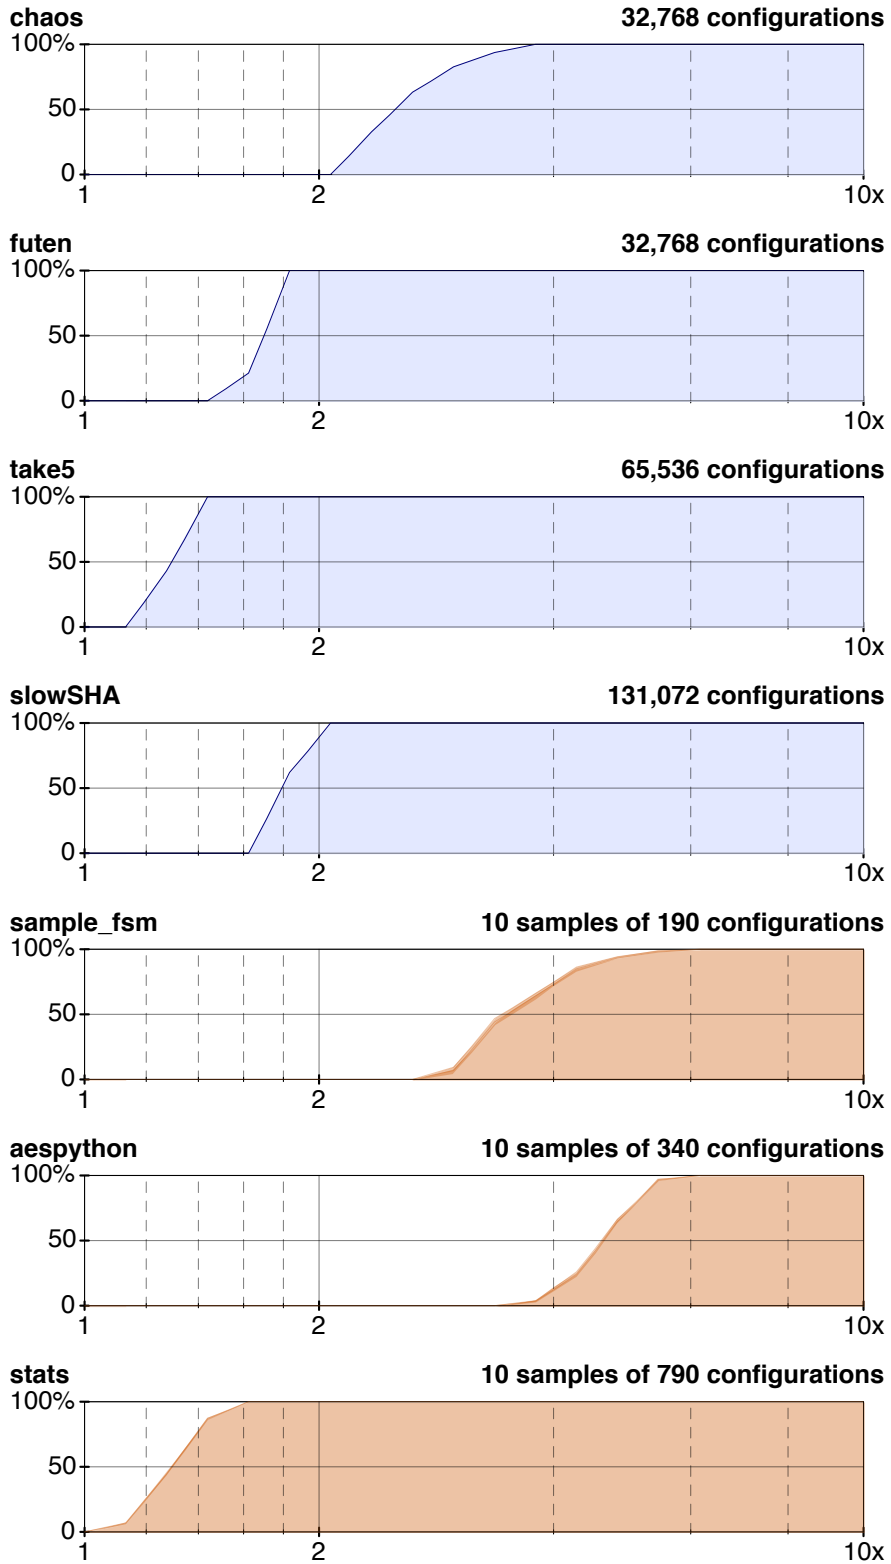 chaos 32,768 configurations
100%
50
0
1 2 10x
futen 32,768 configurations
100%
50
0
1 2 10x
take5 65,536 configurations
100%
50
0
1 2 10x
slowSHA 131,072 configurations
100%
50
0
1 2 10x
sample_fsm 10 samples of 190 configurations
100%
50
0
1 2 10x
aespython 10 samples of 340 configurations
100%
50
0
1 2 10x
stats 10 samples of 790 configurations
100%
50
0
1 2 10x